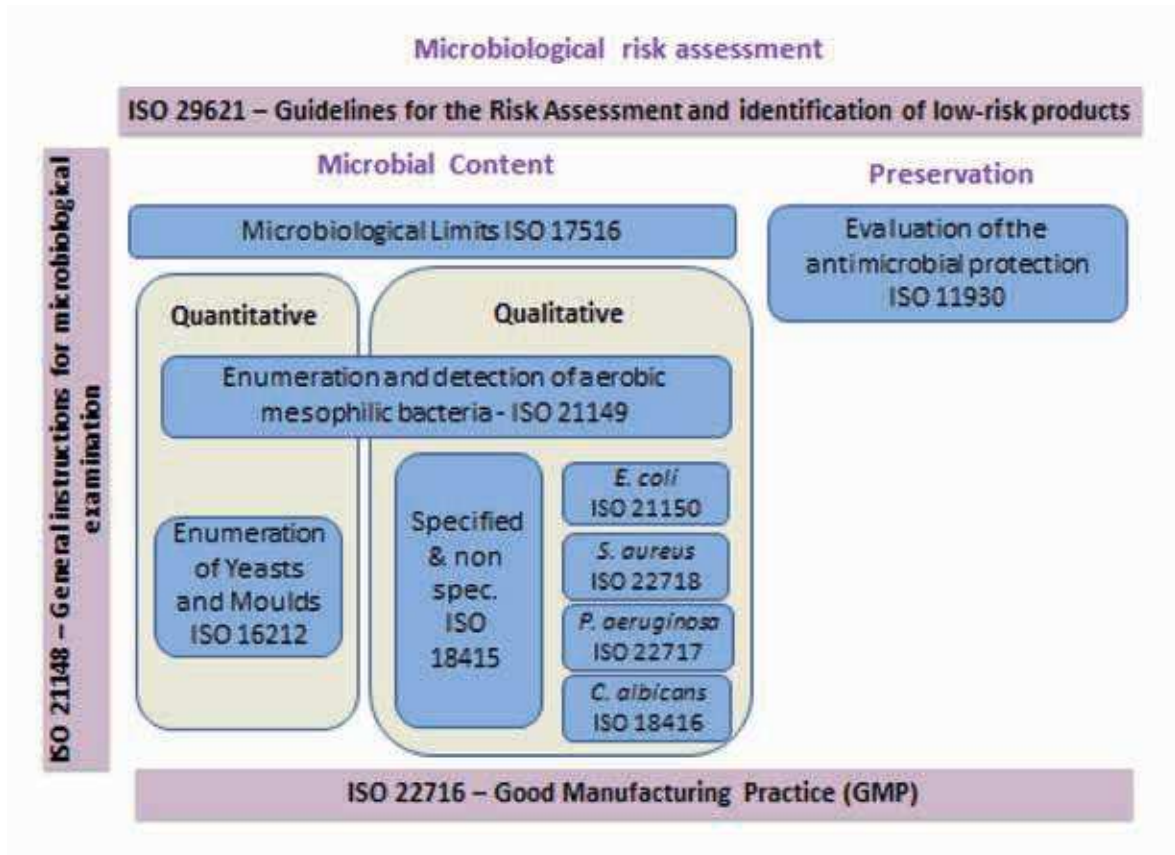 Microbiological risk assessment
ISO 29621 – Guidelines for the Risk Assessment and identification of low-risk products
ISO 21148 – General instructions for microbiological
examination
Microbial Content
Preservation
Microbiological Limits ISO 17516
Evaluation of the
antimicrobial protection
ISO 11930
Quantitative
Qualitative
Enumeration and detection of aerobic
mesophilic bacteria - ISO 21149
Enumeration
of Yeasts
and Moulds
ISO 16212
Specified
& non
spec.
ISO
18415
E. coli
ISO 21150
S. aureus
ISO 22718
P. aeruginosa
ISO 22717
C. albicans
ISO 18416
ISO 22716 – Good Manufacturing Practice (GMP)